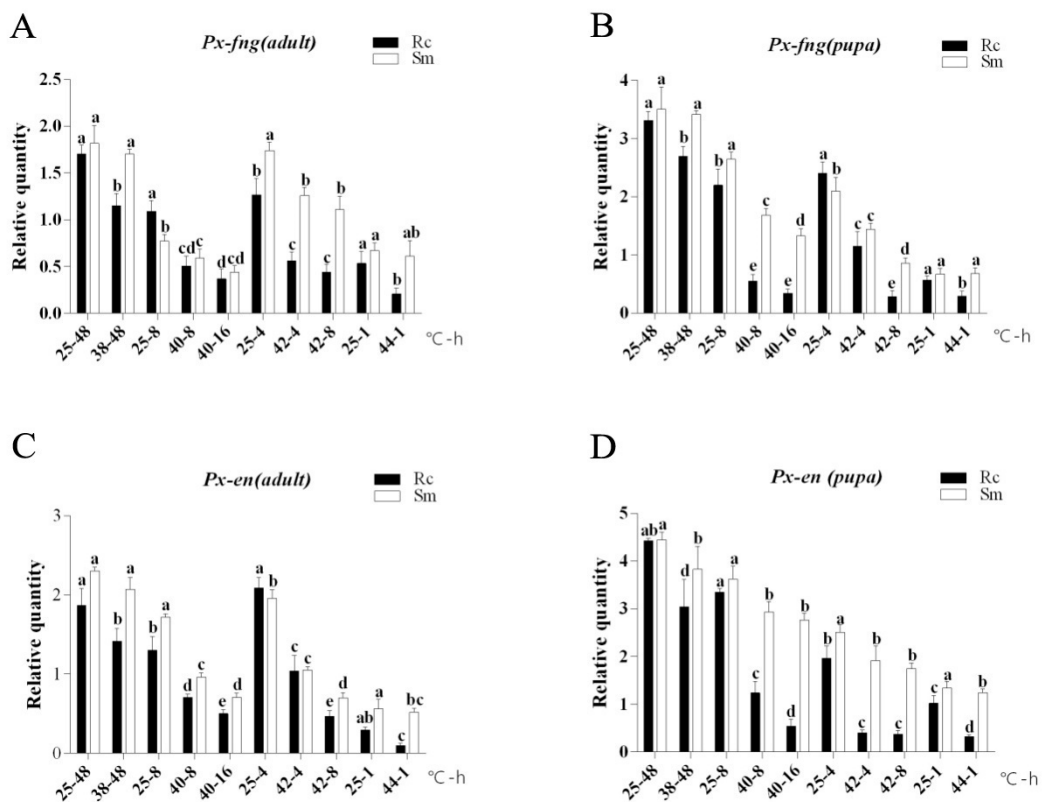 A
Px-fng(adult)
Rc
Sm
Relative quantity
2.5
2.0
1.5
1.0
0.5
0.0
a a b a a b cd c d cd b a c b c b a a b ab
25-48 38-48 25-8 40-8 40-16 25-4 42-4 42-8 25-1 44-1 °C-h
B
Px-fng(pupa)
Rc
Sm
Relative quantity
4
3
2
1
0
a a b a b a e c e d a b c c e d a a b a
25-48 38-48 25-8 40-8 40-16 25-4 42-4 42-8 25-1 44-1 °C-h
C
Px-en(adult)
Rc
Sm
Relative quantity
3
2
1
0
a a b a b a d c e d a b c c e d ab a c bc
25-48 38-48 25-8 40-8 40-16 25-4 42-4 42-8 25-1 44-1 °C-h
D
Px-en (pupa)
Rc
Sm
Relative quantity
5
4
3
2
1
0
ab a d b a a c b d b a a c b c b c a d b
25-48 38-48 25-8 40-8 40-16 25-4 42-4 42-8 25-1 44-1 °C-h